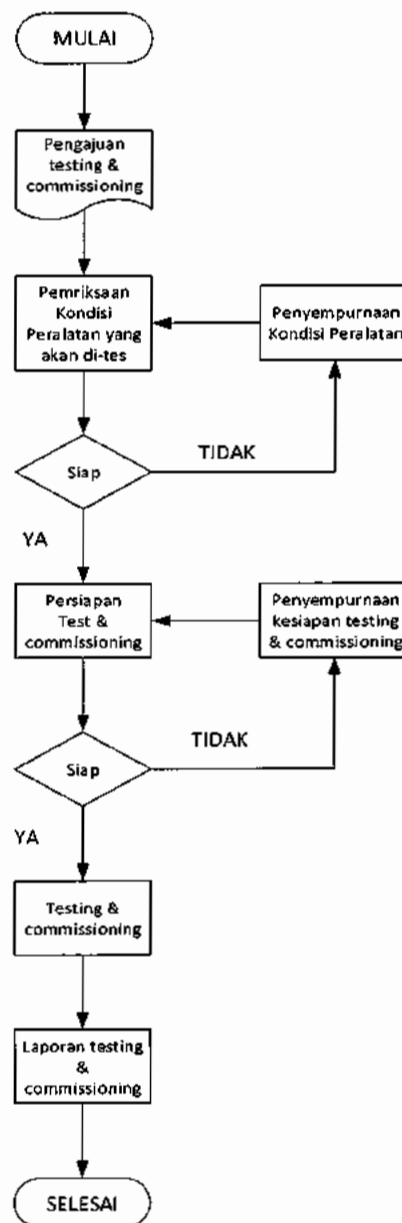 MULAI
Pengajuan
testing &
commissioning
Pemriksaan
Kondisi
Peralatan yang
akan di-tes
Penyempurnaan
Kondisi Peralatan
Siap
TIDAK
YA
Persiapan
Test &
commissioning
Penyempurnaan
kesiapan testing
& commissioning
Siap
TIDAK
YA
Testing &
commissioning
Laporan testing
&
commissioning
SELESAI